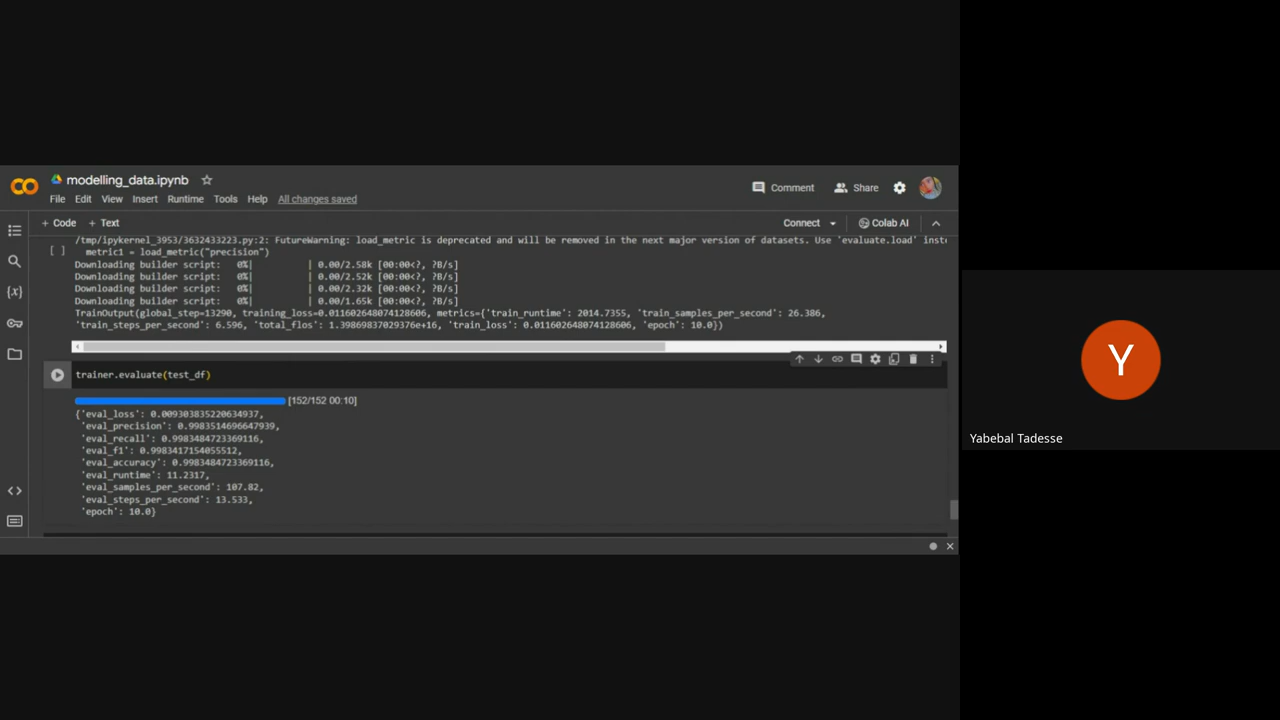 modelling_data.ipynb
File Edit View Insert Runtime Tools Help All changes saved
Comment Share
+ Code + Text
Connect Colab AI
/tmp/ipykernel_3953/3632433223.py:2: FutureWarning: load_metric is deprecated and will be removed in the next major version of datasets. Use 'evaluate.load' inste
[ ] metric1 = load_metric("precision")
Downloading builder script: 0%| | 0.00/2.58k [00:00<?, ?B/s]
Downloading builder script: 0%| | 0.00/2.52k [00:00<?, ?B/s]
Downloading builder script: 0%| | 0.00/2.32k [00:00<?, ?B/s]
Downloading builder script: 0%| | 0.00/1.65k [00:00<?, ?B/s]
TrainOutput(global_step=13290, training_loss=0.011602648074128606, metrics={'train_runtime': 2014.7355, 'train_samples_per_second': 26.386,
'train_steps_per_second': 6.596, 'total_flos': 1.39869837029376e+16, 'train_loss': 0.011602648074128606, 'epoch': 10.0})
trainer.evaluate(test_df)
[152/152 00:10]
{'eval_loss': 0.009303835220634937,
'eval_precision': 0.9983514696647939,
'eval_recall': 0.9983484723369116,
'eval_f1': 0.9983417154055512,
'eval_accuracy': 0.9983484723369116,
'eval_runtime': 11.2317,
'eval_samples_per_second': 107.82,
'eval_steps_per_second': 13.533,
'epoch': 10.0}
Y
Yabebal Tadesse